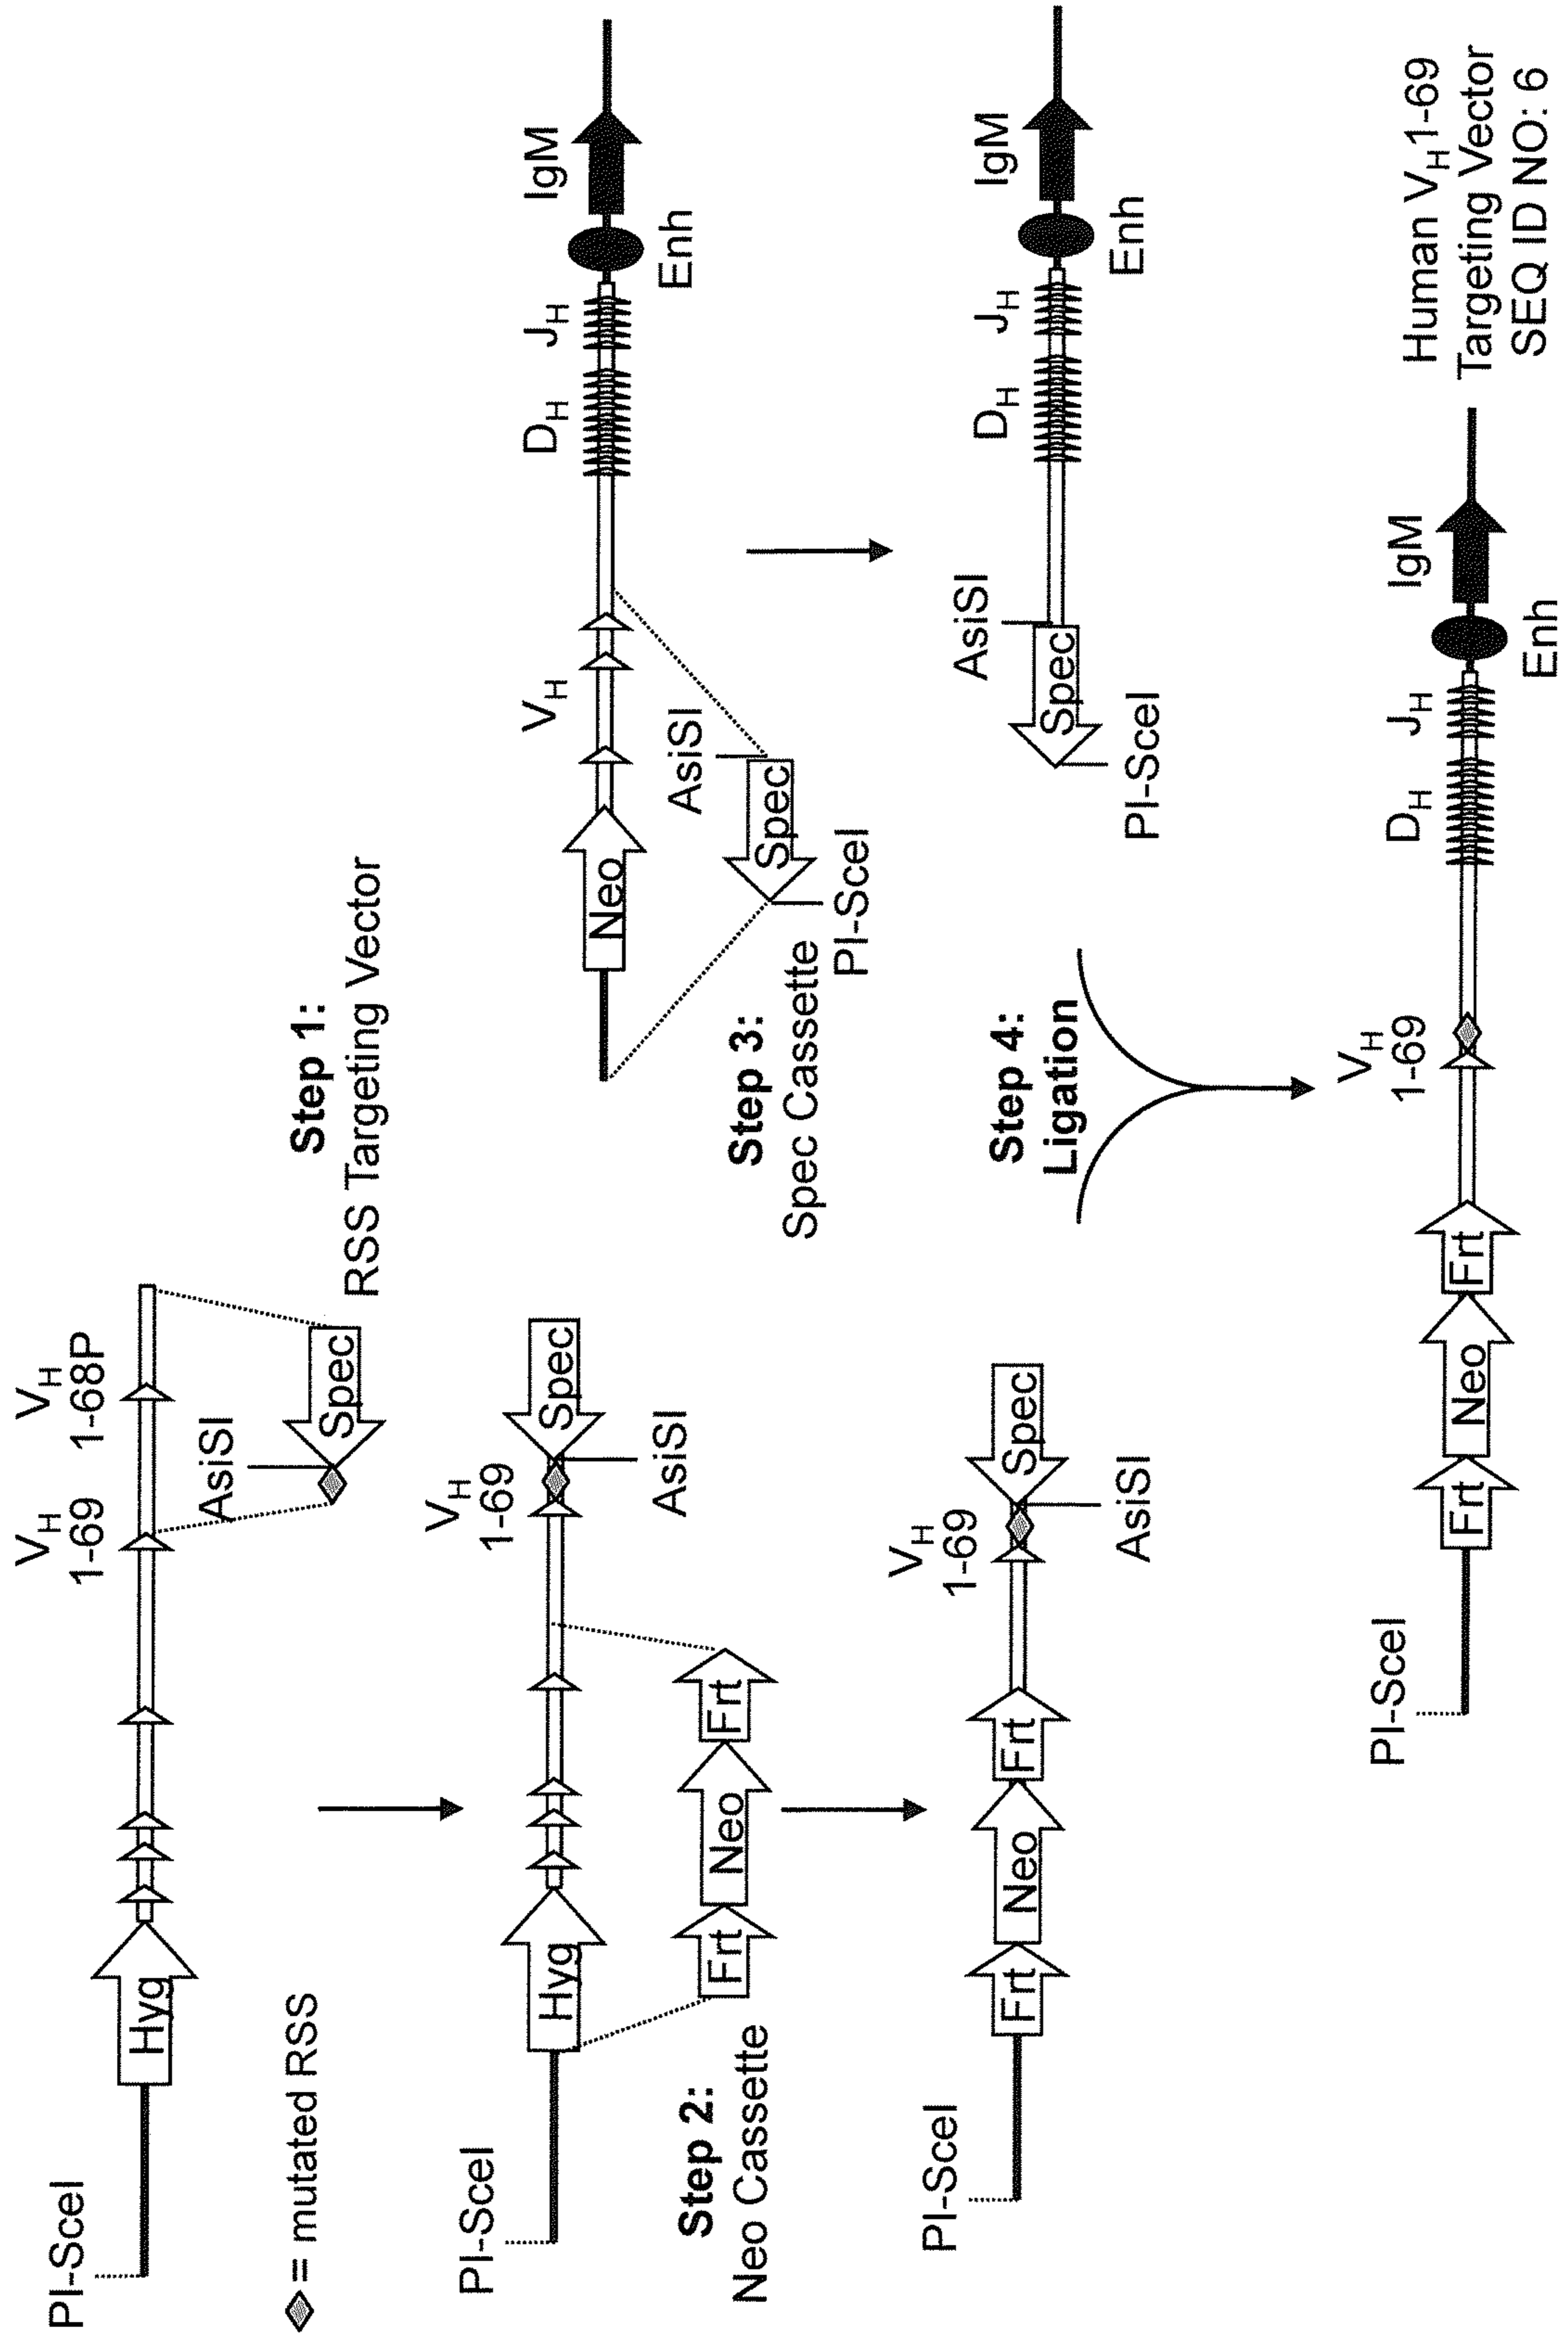 PI-SceI
Hyg
VH
1-69
VH
1-68P
AsiSI
Spec
Step 1:
RSS Targeting Vector
= mutated RSS
PI-SceI
Hyg
VH
1-69
Spec
AsiSI
Step 2:
Neo Cassette
Frt
Neo
Frt
PI-SceI
Frt
Neo
Frt
VH
1-69
Spec
AsiSI
Neo
VH
DH
JH
IgM
Enh
AsiSI
Spec
PI-SceI
Step 3:
Spec Cassette
AsiSI
Spec
PI-SceI
DH
JH
IgM
Enh
Step 4:
Ligation
PI-SceI
Frt
Neo
Frt
VH
1-69
DH
JH
IgM
Enh
Human VH1-69
Targeting Vector
SEQ ID NO: 6